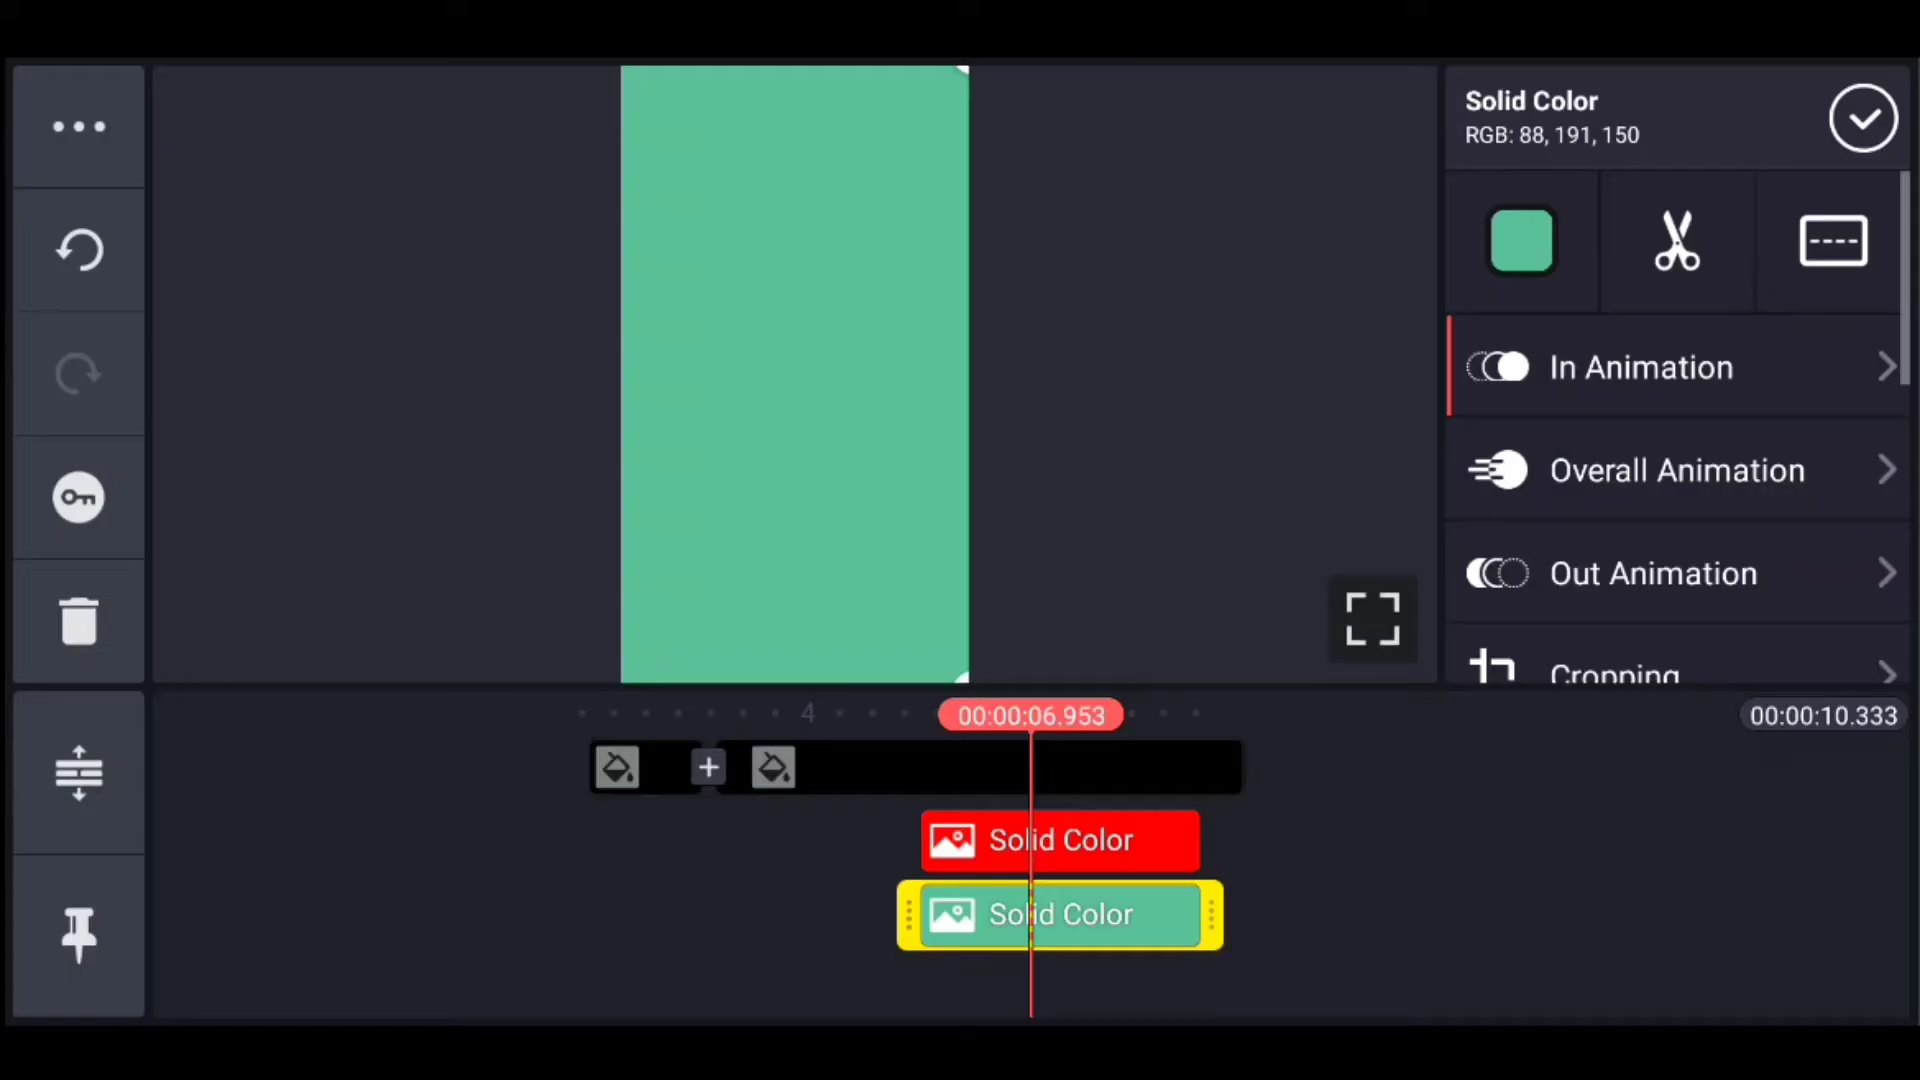 Solid Color
RGB: 88, 191, 150
In Animation
Overall Animation
Out Animation
Cropping
4
00:00:06.953
00:00:10.333
Solid Color
Solid Color